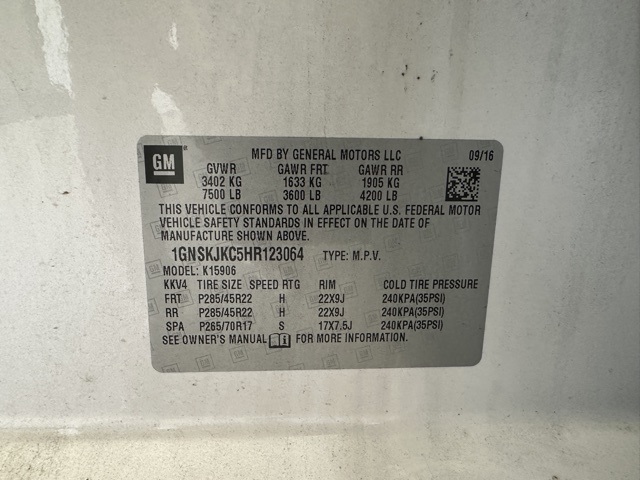 GM
MFD BY GENERAL MOTORS LLC 09/16
GVWR GAWR FRT GAWR RR
3402 KG 1633 KG 1905 KG
7500 LB 3600 LB 4200 LB
THIS VEHICLE CONFORMS TO ALL APPLICABLE U.S. FEDERAL MOTOR
VEHICLE SAFETY STANDARDS IN EFFECT ON THE DATE OF
MANUFACTURE SHOWN ABOVE.
1GNSKJKC5HR123064 TYPE: M.P.V.
MODEL: K15906
KKV4 TIRE SIZE SPEED RTG RIM COLD TIRE PRESSURE
FRT P285/45R22 H 22X9J 240KPA(35PSI)
RR P285/45R22 H 22X9J 240KPA(35PSI)
SPA P265/70R17 S 17X7.5J 240KPA(35PSI)
SEE OWNER'S MANUAL FOR MORE INFORMATION.